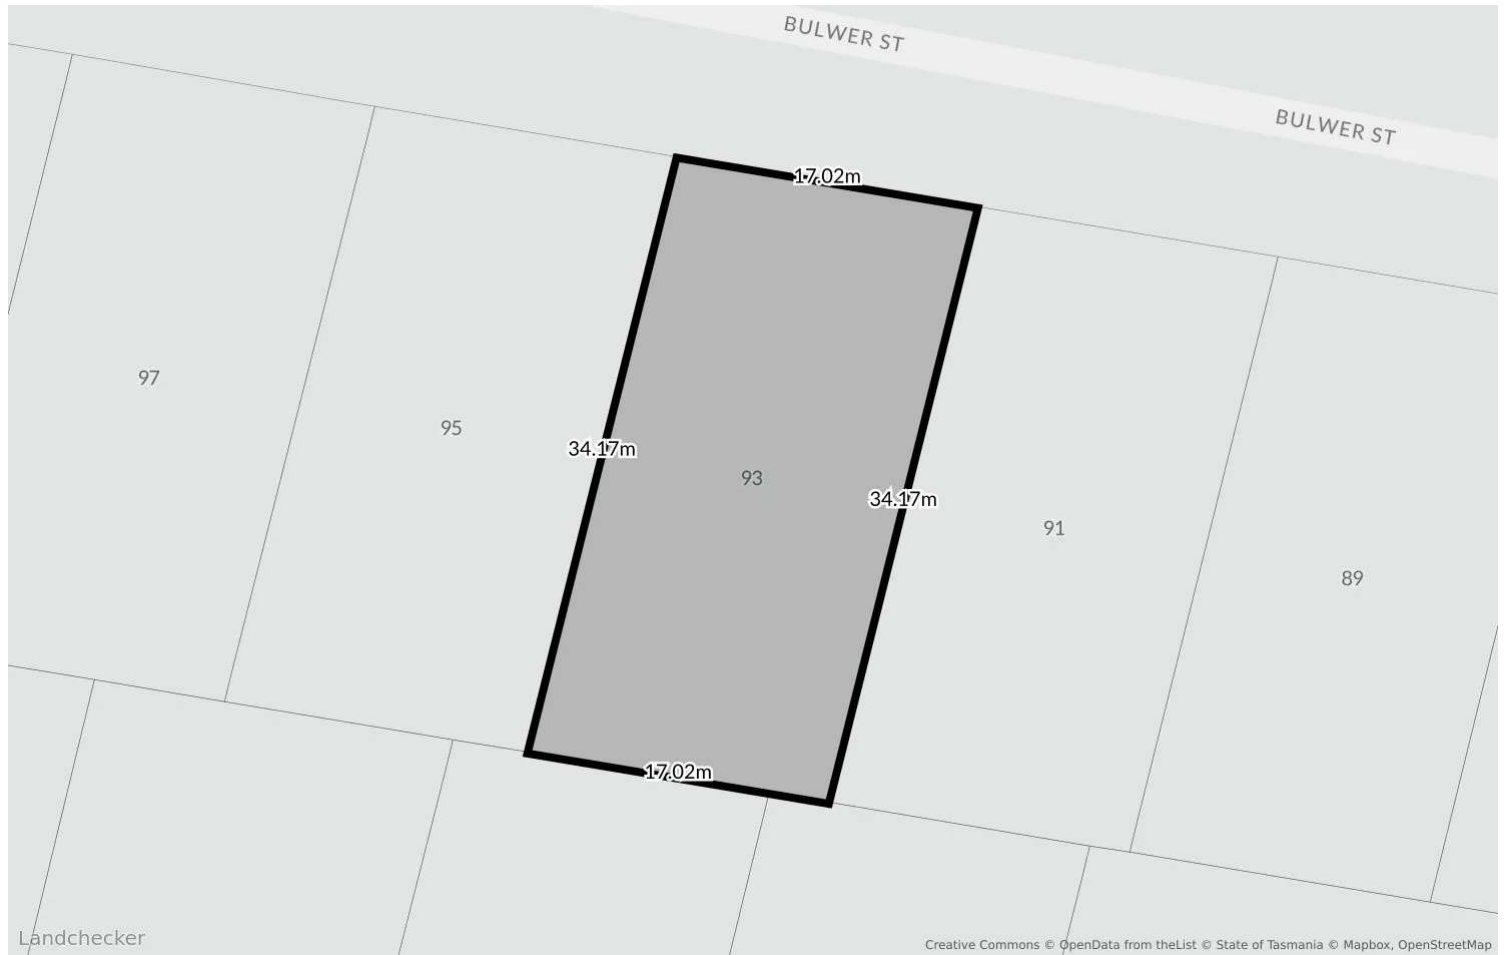 BULWER ST
BULWER ST
17.02m
97
95
34.17m
93
34.17m
91
89
17.02m
Landchecker
Creative Commons © OpenData from theList © State of Tasmania © Mapbox, OpenStreetMap